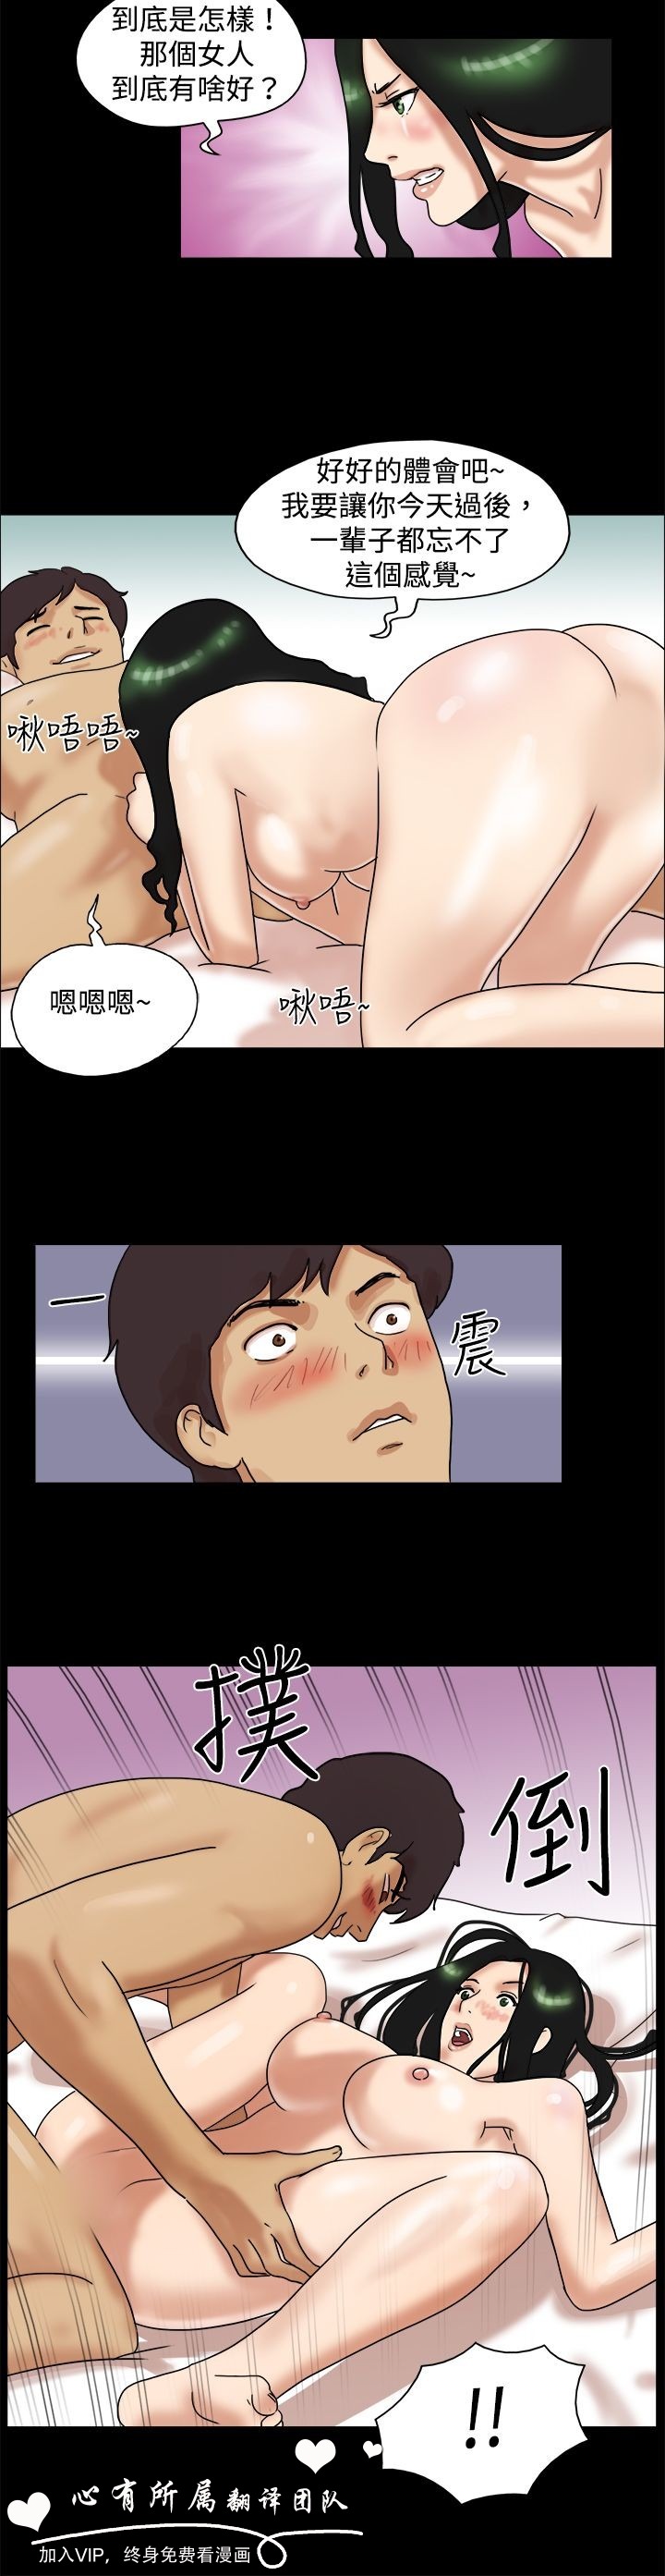 到底是怎樣！
那個女人
到底有啥好？
好好的體會吧~
我要讓你今天過後，
一輩子都忘不了
這個感覺~
啾唔唔~
嗯嗯嗯~
啾唔~
一
震
撲
倒
!!
心有所属翻译团队
加入VIP，终身免费看漫画